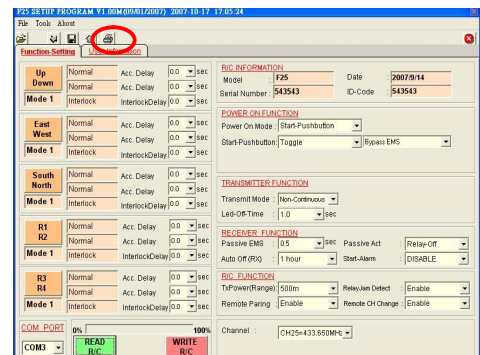 F25 SETUP PROGRAM V1.00M(09/01/2007) 2007-10-17 17:05:24
File Tools About
Function-Setting
Up Down Mode 1
Normal Acc. Delay 0.0 sec
Normal Acc. Delay 0.0 sec
Interlock InterlockDelay 0.0 sec
East West Mode 1
Normal Acc. Delay 0.0 sec
Normal Acc. Delay 0.0 sec
Interlock InterlockDelay 0.0 sec
South North Mode 1
Normal Acc. Delay 0.0 sec
Normal Acc. Delay 0.0 sec
Interlock InterlockDelay 0.0 sec
R1 R2 Mode 1
Normal Acc. Delay 0.0 sec
Normal Acc. Delay 0.0 sec
Interlock InterlockDelay 0.0 sec
R3 R4 Mode 1
Normal Acc. Delay 0.0 sec
Normal Acc. Delay 0.0 sec
Interlock InterlockDelay 0.0 sec
COM PORT 0% 100%
COM3 READ R/C WRITE R/C
R/C INFORMATION
Model : F25 Date : 2007/9/14
Serial Number : 543543 ID-Code : 543543
POWER ON FUNCTION
Power On Mode : Start-Pushbutton
Start-Pushbutton: Toggle Bypass EMS
TRANSMITTER FUNCTION
Transmit Mode : Non-Continuous
Led-Off-Time : 1.0 sec
RECEIVER FUNCTION
Passive EMS : 0.5 sec Passive Act : Relay-Off
Auto Off (RX) : 1 hour Start-Alarm : DISABLE
R/C FUNCTION
TxPower(Range): 500m RelayJam Detect : Enable
Remote Paring : Enable Remote CH Change : Enable
Channel : CH25=433.650MHz